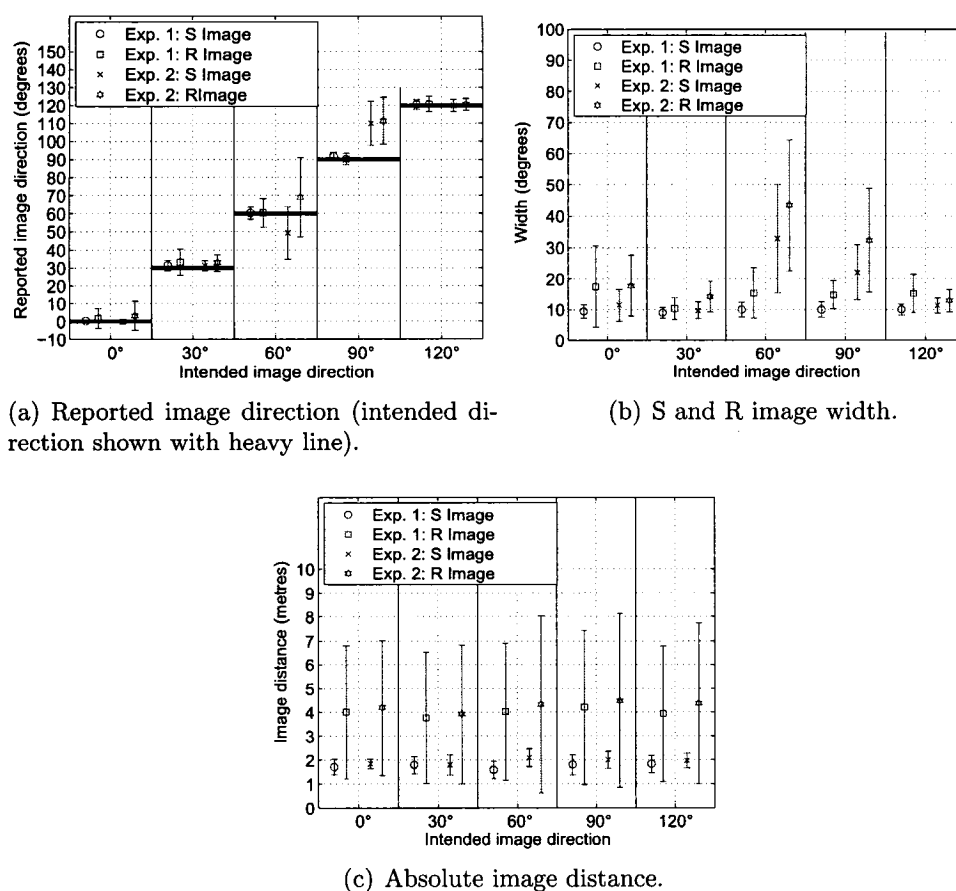 Exp. 1: S Image
Exp. 1: R Image
Exp. 2: S Image
Exp. 2: RImage
150
140
130
120
110
100
90
80
70
60
50
40
30
20
10
0
−10
Reported image direction (degrees)
0° 30° 60° 90° 120°
Intended image direction
(a) Reported image direction (intended di-
rection shown with heavy line).
Exp. 1: S Image
Exp. 1: R Image
Exp. 2: S Image
Exp. 2: R Image
100
90
80
70
60
50
40
30
20
10
0
Width (degrees)
0° 30° 60° 90° 120°
Intended image direction
(b) S and R image width.
Exp. 1: S Image
Exp. 1: R Image
Exp. 2: S Image
Exp. 2: R Image
10
9
8
7
6
5
4
3
2
1
0
Image distance (metres)
0° 30° 60° 90° 120°
Intended image direction
(c) Absolute image distance.